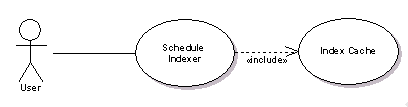 Schedule
Indexer
«include»
Index Cache
User